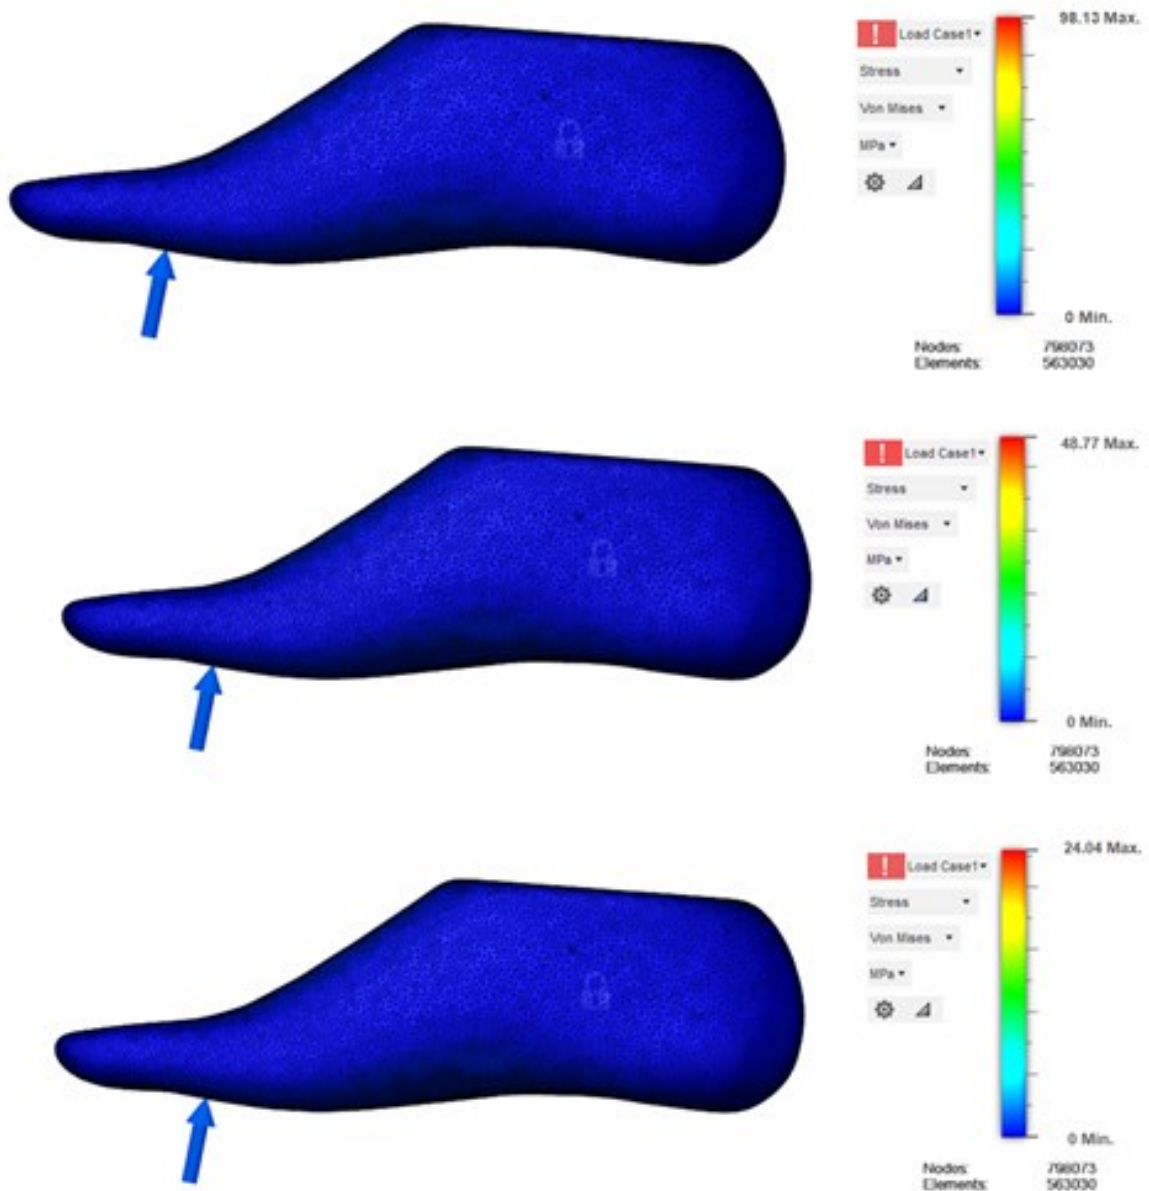 98.13 Max.
! Load Case1
Stress
Von Mises
MPa
0 Min.
Nodes: 798073
Elements: 563030
48.77 Max.
! Load Case1
Stress
Von Mises
MPa
0 Min.
Nodes: 798073
Elements: 563030
24.04 Max.
! Load Case1
Stress
Von Mises
MPa
0 Min.
Nodes: 798073
Elements: 563030